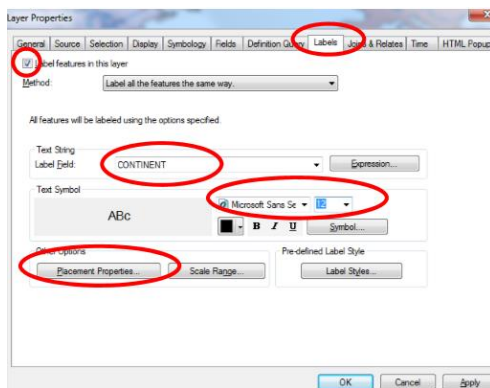 Layer Properties
General Source Selection Display Symbology Fields Definition Query Labels Joins & Relates Time HTML Popup
Label features in this layer
Method: Label all the features the same way.
All features will be labeled using the options specified.
Text String
Label Field: CONTINENT Expression...
Text Symbol
ABc
Microsoft Sans Se 12
B I U Symbol...
Other Options Pre-defined Label Style
Placement Properties... Scale Range... Label Styles...
OK Cancel Apply